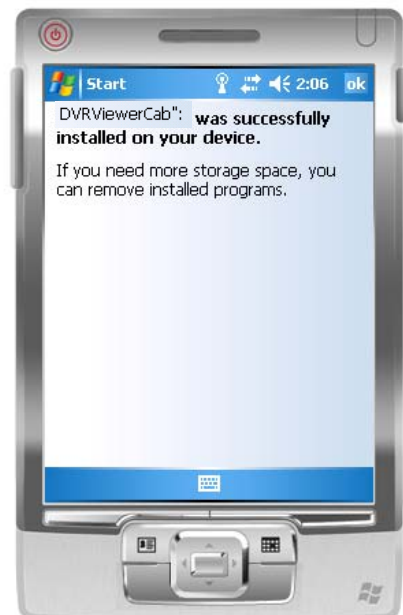 Start 2:06 ok
DVRViewerCab": was successfully
installed on your device.
If you need more storage space, you
can remove installed programs.